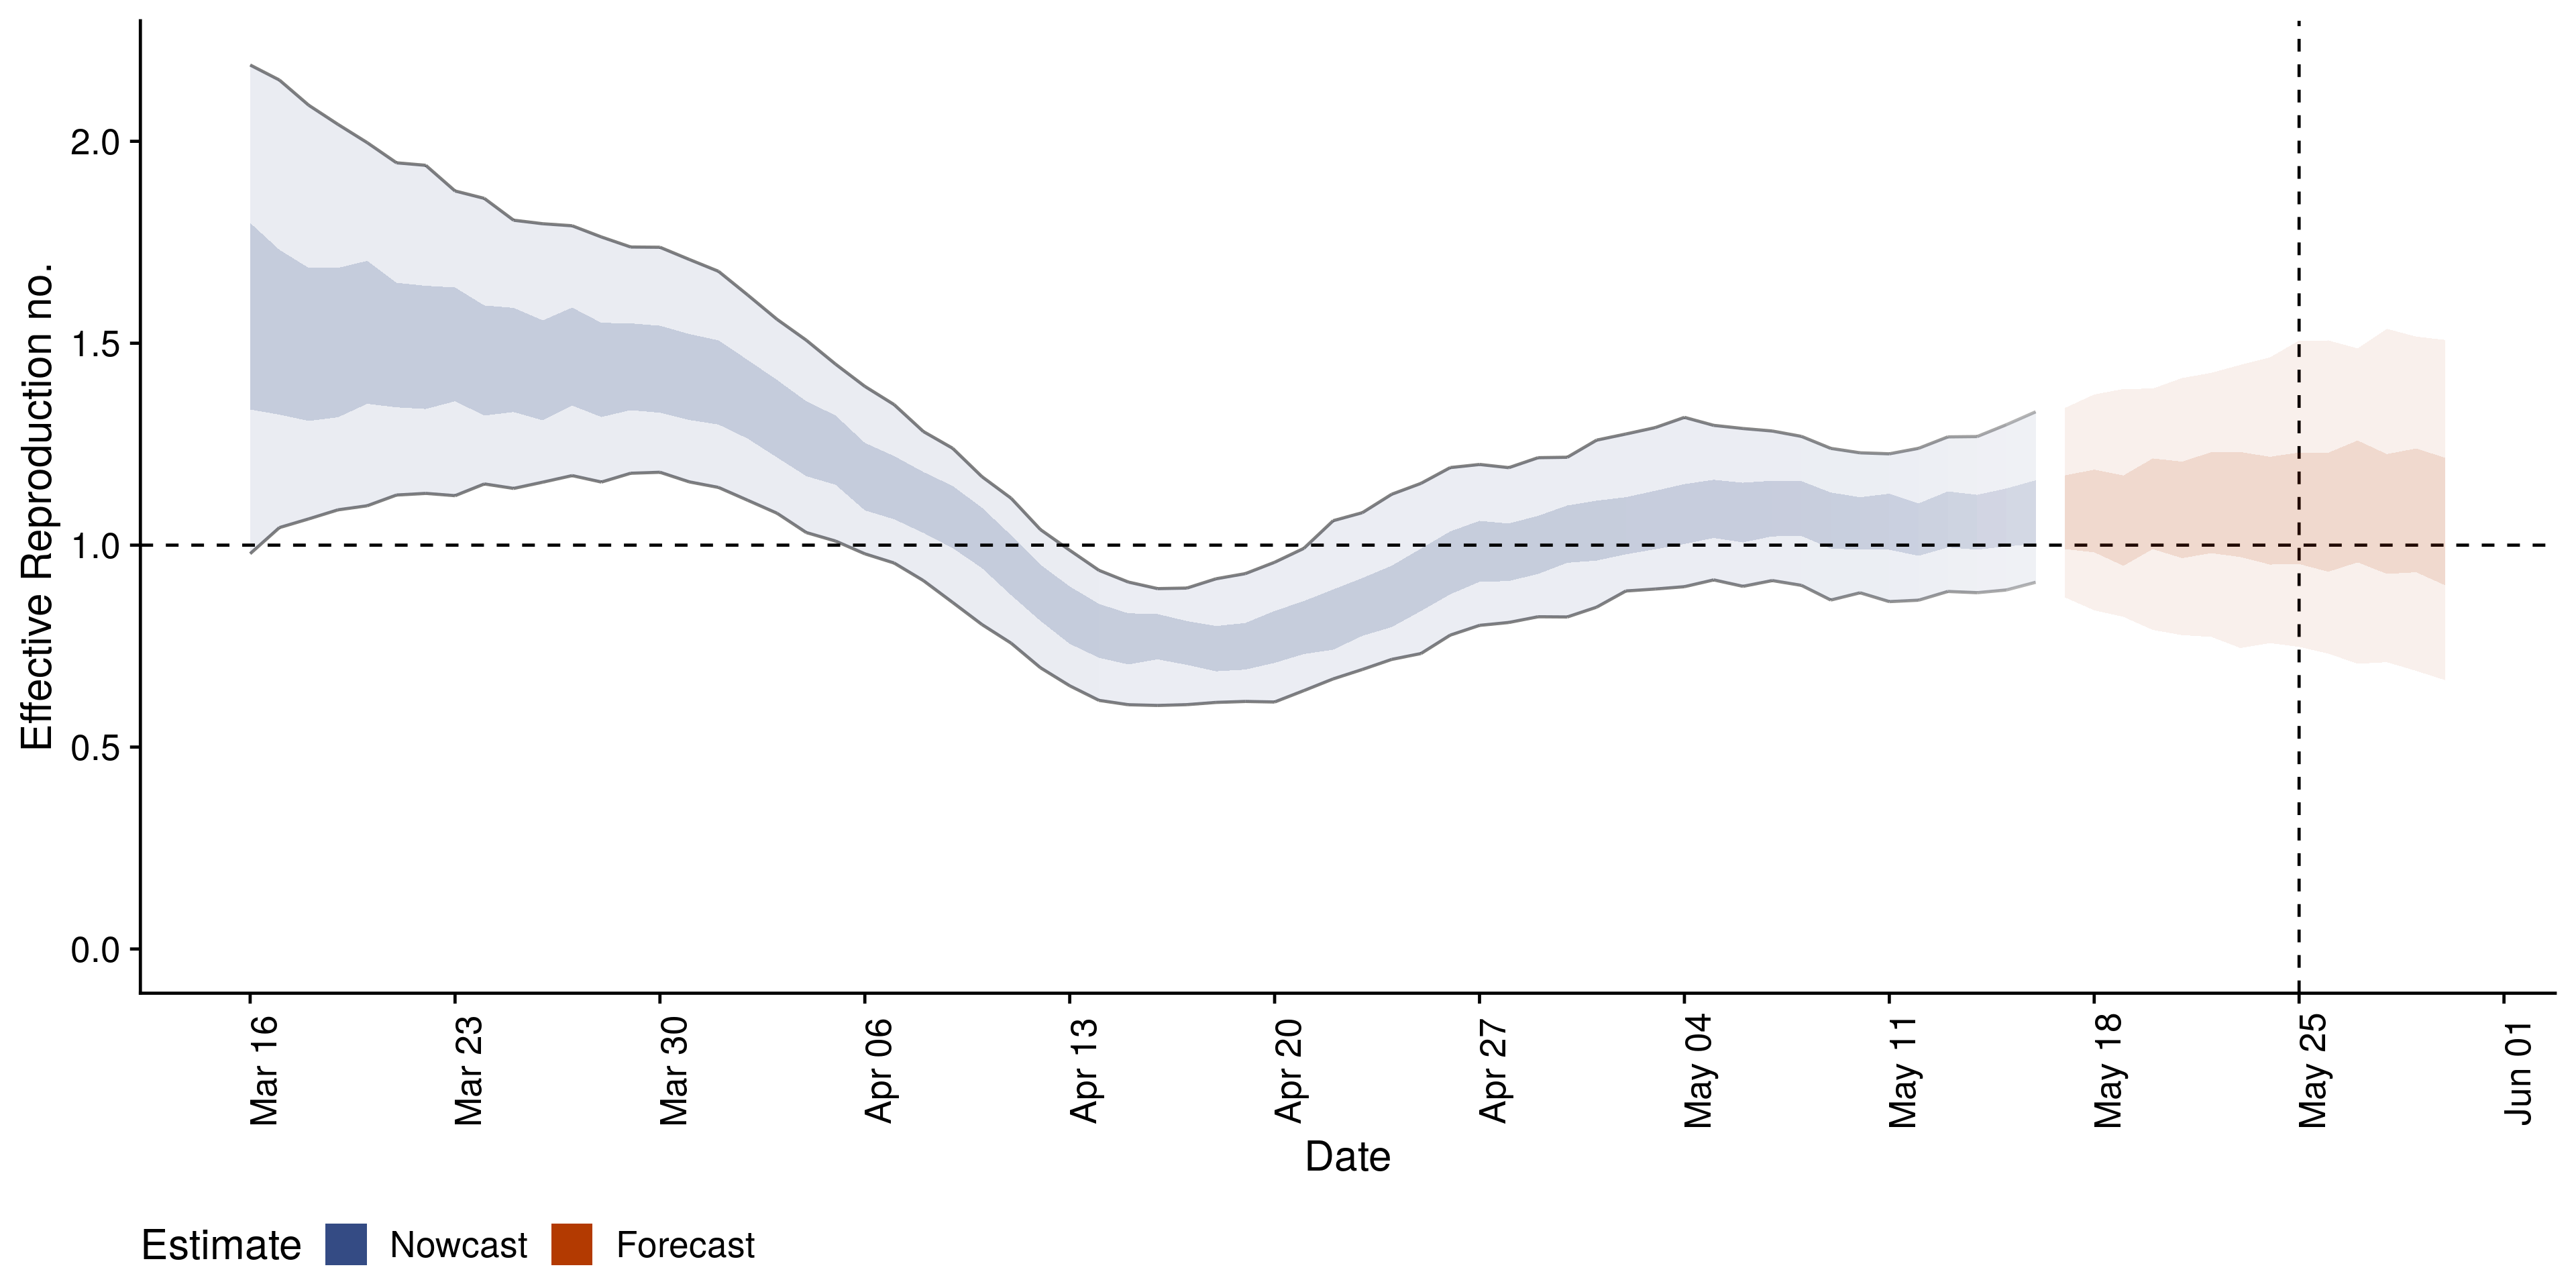 Effective Reproduction no.
2.0
1.5
1.0
0.5
0.0
Mar 16
Mar 23
Mar 30
Apr 06
Apr 13
Apr 20
Apr 27
May 04
May 11
May 18
May 25
Jun 01
Date
Estimate Nowcast Forecast